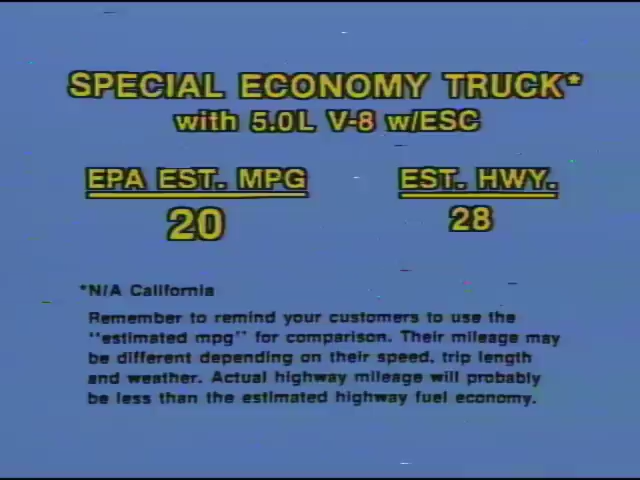 SPECIAL ECONOMY TRUCK*
with 5.0L V-8 w/ESC
EPA EST. MPG EST. HWY.
20 28
*N/A California
Remember to remind your customers to use the
"estimated mpg" for comparison. Their mileage may
be different depending on their speed, trip length
and weather. Actual highway mileage will probably
be less than the estimated highway fuel economy.